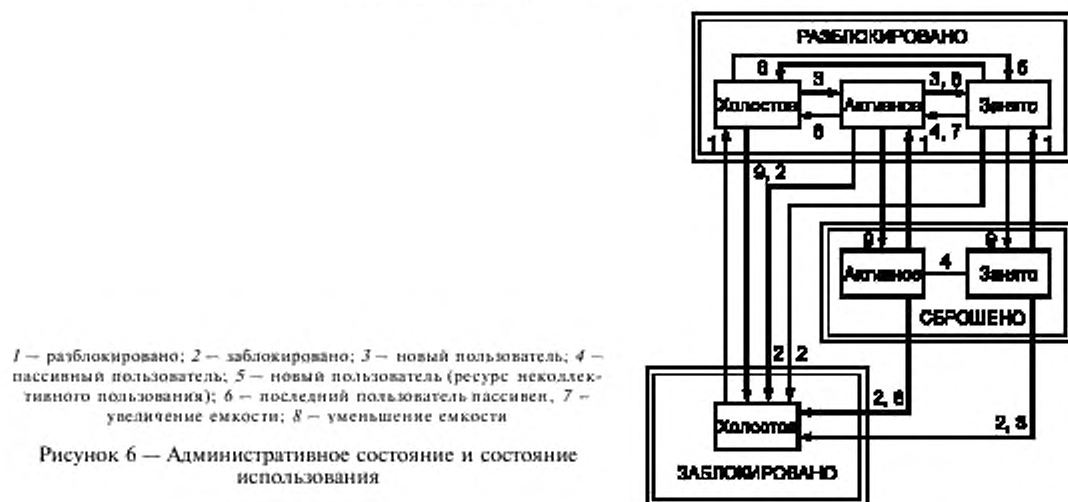 РАЗБЛОКИРОВАНО
6 5
3 3, 8
Холостое Активное Занято
6 4, 7
1 1 1
9, 2
9 9
4
Активное Занято
СБРОШЕНО
2 2
2, 6
Холостое
2, 6
ЗАБЛОКИРОВАНО
1 — разблокировано; 2 — заблокировано; 3 — новый пользователь; 4 —
пассивный пользователь; 5 — новый пользователь (ресурс неколлек-
тивного пользования); 6 — последний пользователь пассивен, 7 —
увеличение емкости; 8 — уменьшение емкости
Рисунок 6 — Административное состояние и состояние
использования